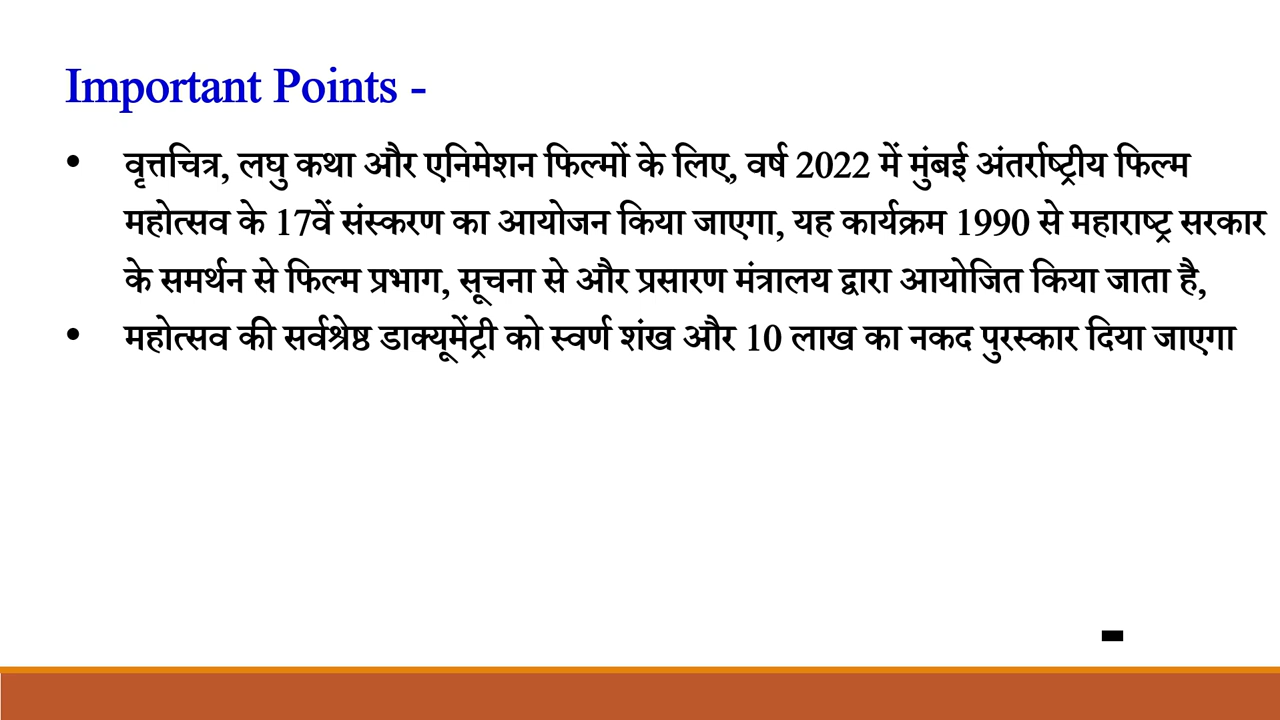 Important Points -
• वृत्तचित्र, लघु कथा और एनिमेशन फिल्मों के लिए, वर्ष 2022 में मुंबई अंतर्राष्ट्रीय फिल्म
महोत्सव के 17वें संस्करण का आयोजन किया जाएगा, यह कार्यक्रम 1990 से महाराष्ट्र सरकार
के समर्थन से फिल्म प्रभाग, सूचना से और प्रसारण मंत्रालय द्वारा आयोजित किया जाता है,
• महोत्सव की सर्वश्रेष्ठ डाक्यूमेंट्री को स्वर्ण शंख और 10 लाख का नकद पुरस्कार दिया जाएगा